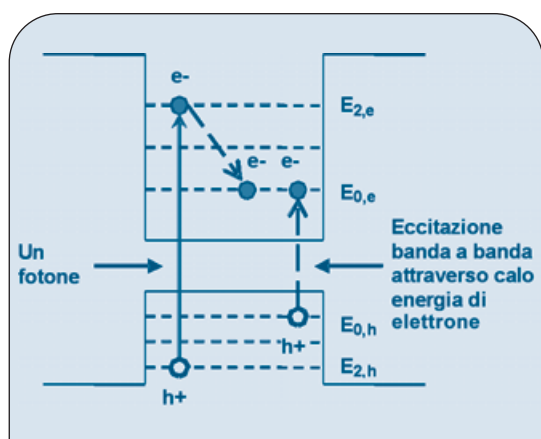 e-
E2,e
e- e-
E0,e
Un
fotone
Eccitazione
banda a banda
attraverso calo
energia di
elettrone
E0,h
h+
E2,h
h+